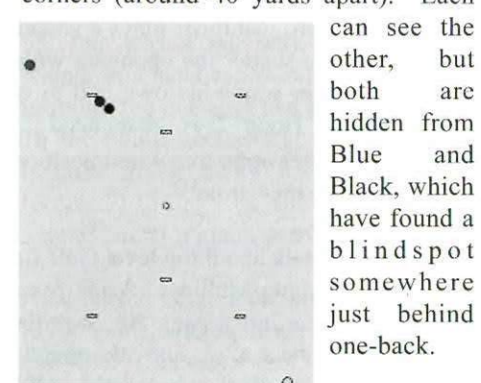 corners (around 40 yards apart). Each
can see the
other, but
both are
hidden from
Blue and
Black, which
have found a
blindspot
somewhere
just behind
one-back.